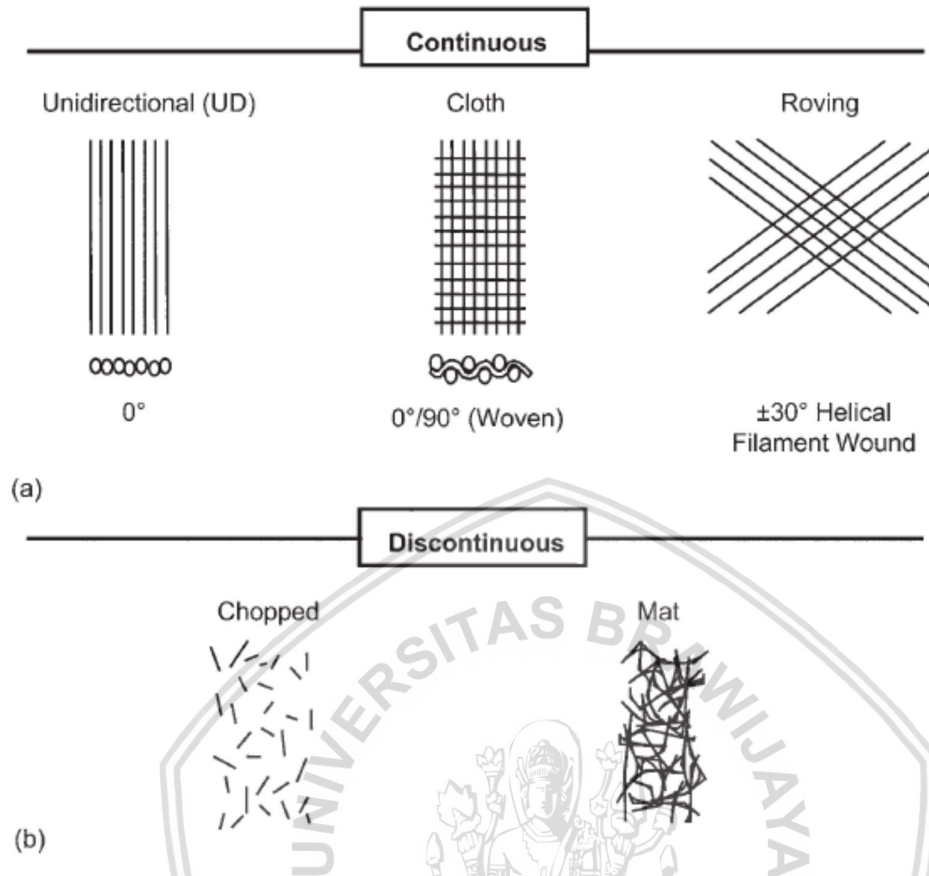 Continuous
Unidirectional (UD)
Cloth
Roving
0°
0°/90° (Woven)
±30° Helical
Filament Wound
(a)
Discontinuous
Chopped
Mat
UNIVERSITAS BRAWIJAYA
(b)